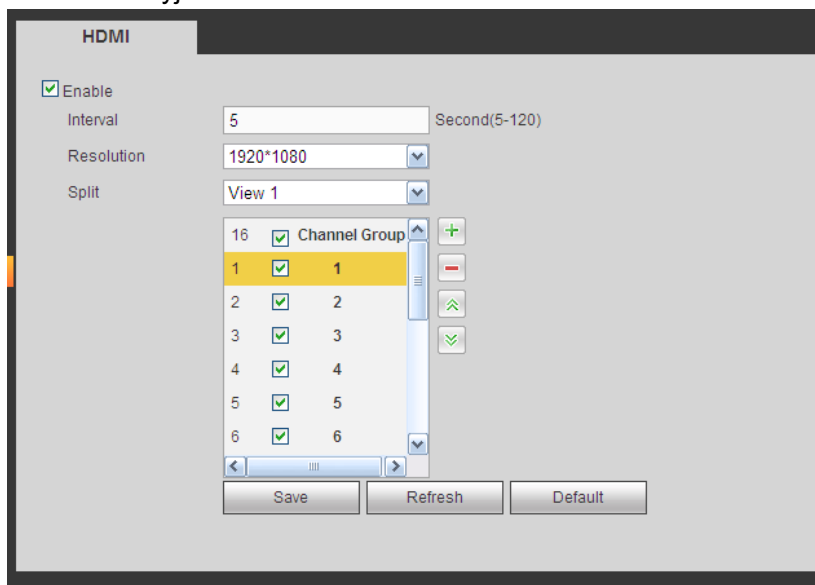 HDMI
Enable
Interval 5 Second(5-120)
Resolution 1920*1080
Split View 1
16 Channel Group
1 1
2 2
3 3
4 4
5 5
6 6
Save Refresh Default